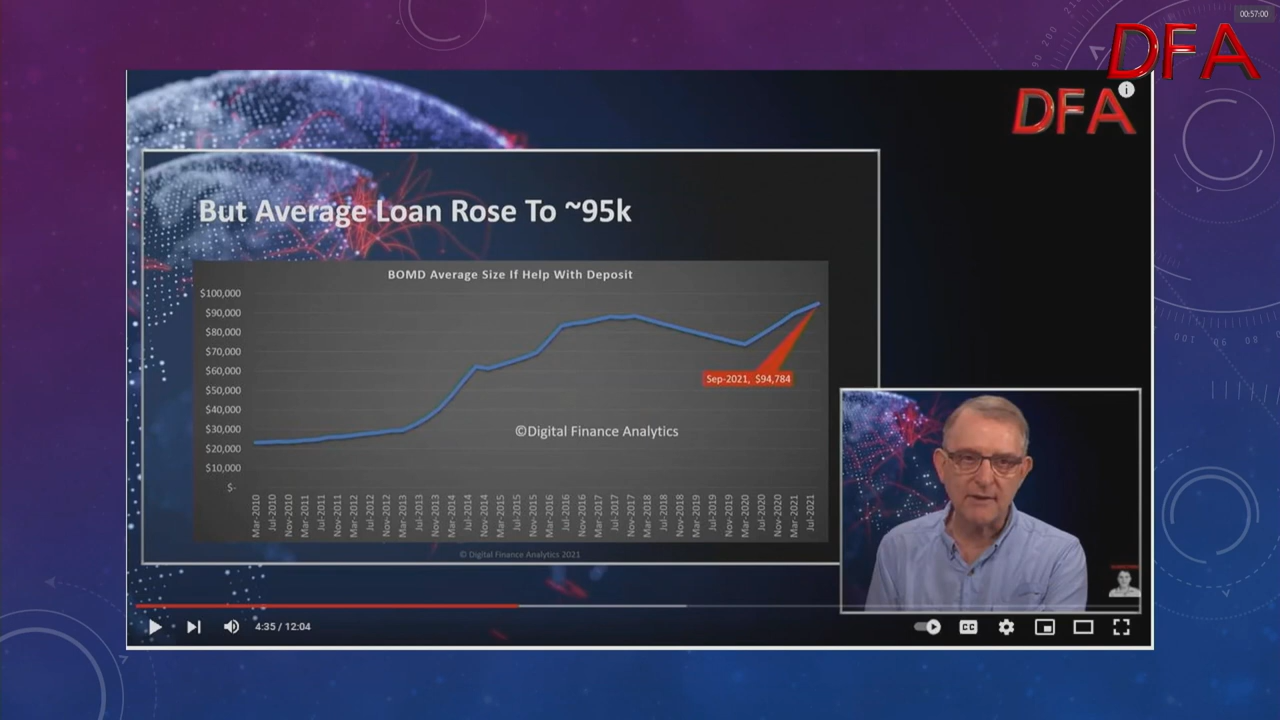 00:57:00
DFA
DFA
But Average Loan Rose To ~95k
BOMD Average Size If Help With Deposit
$100,000
$90,000
$80,000
$70,000
$60,000
$50,000
$40,000
$30,000
$20,000
$10,000
$-
Sep-2021, $94,784
©Digital Finance Analytics
Mar-2010
Jul-2010
Nov-2010
Mar-2011
Jul-2011
Nov-2011
Mar-2012
Jul-2012
Nov-2012
Mar-2013
Jul-2013
Nov-2013
Mar-2014
Jul-2014
Nov-2014
Mar-2015
Jul-2015
Nov-2015
Mar-2016
Jul-2016
Nov-2016
Mar-2017
Jul-2017
Nov-2017
Mar-2018
Jul-2018
Nov-2018
Mar-2019
Jul-2019
Nov-2019
Mar-2020
Jul-2020
Nov-2020
Mar-2021
Jul-2021
© Digital Finance Analytics 2021
4:35 / 12:04
CC